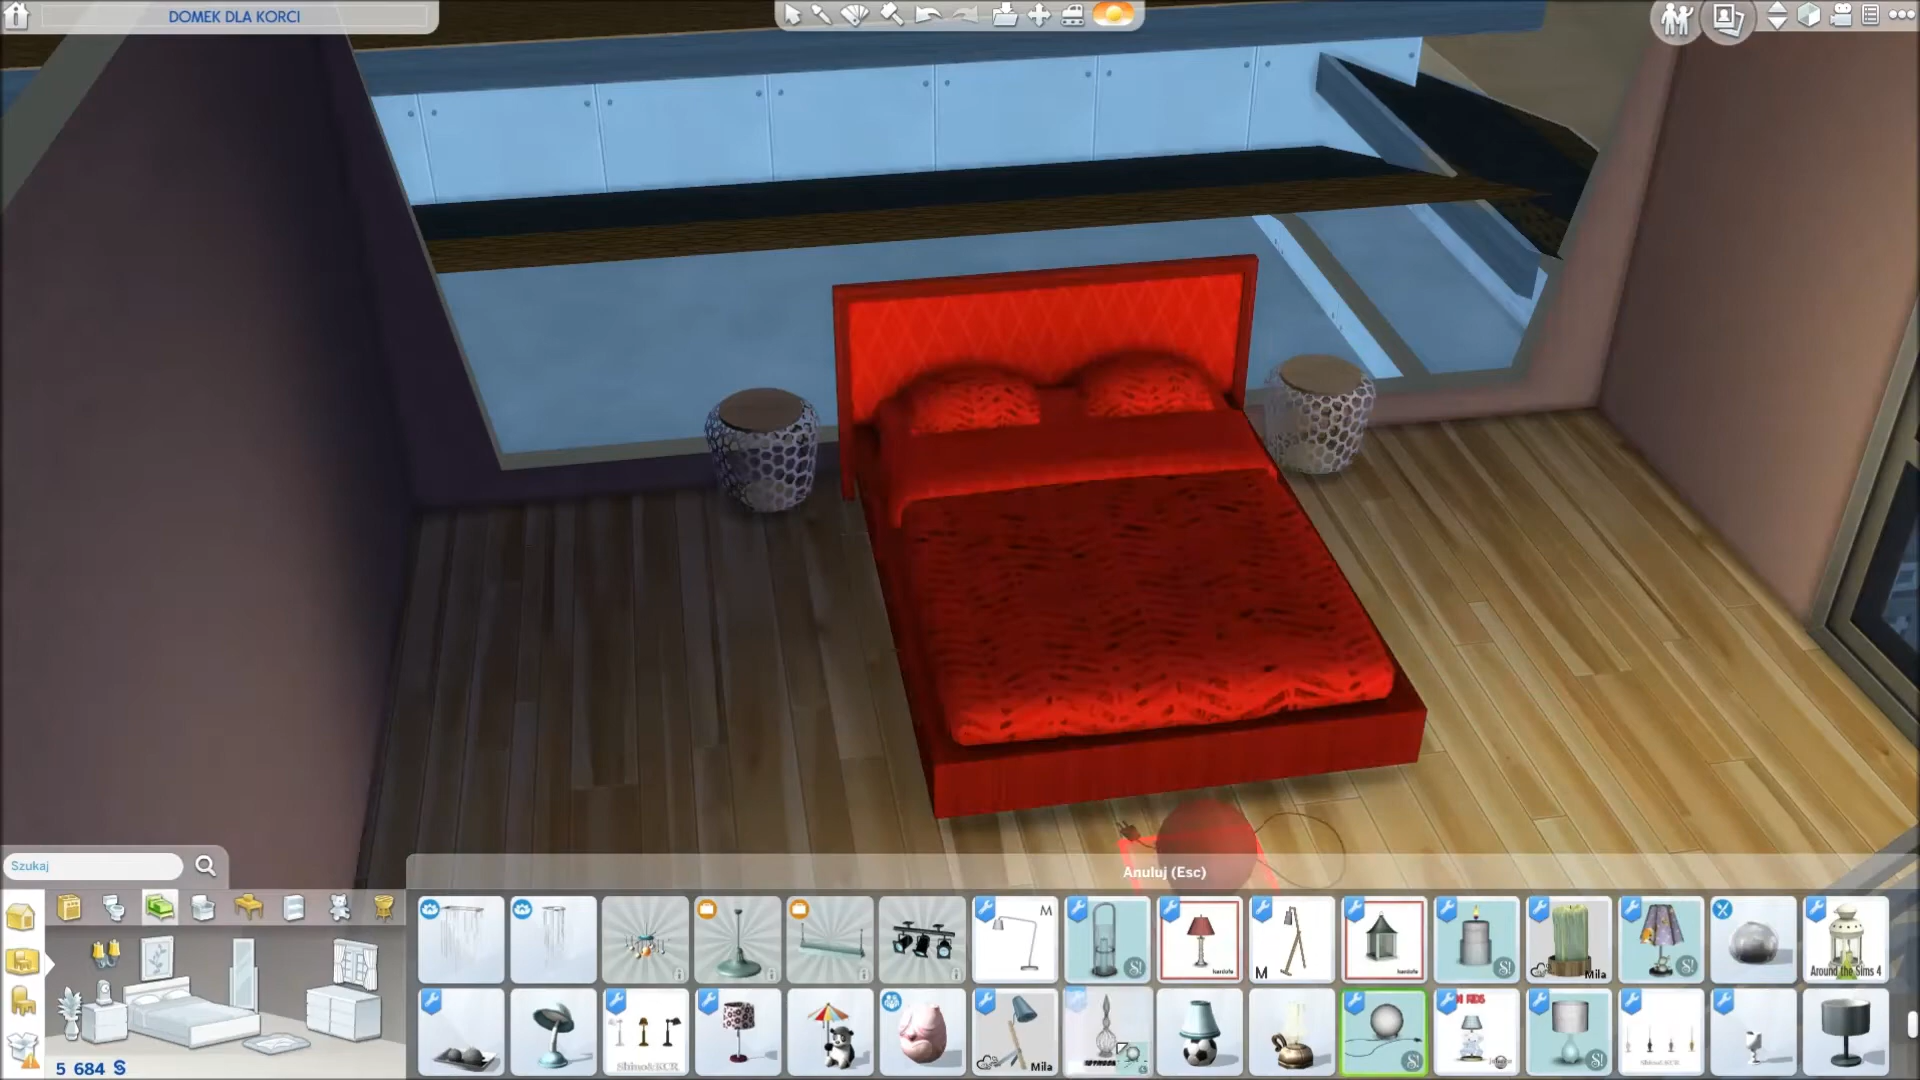 DOMEK DLA KORCI
Szukaj
Anuluj (Esc)
M
M
Mila
Around the Sims 4
Mila
5 684 S